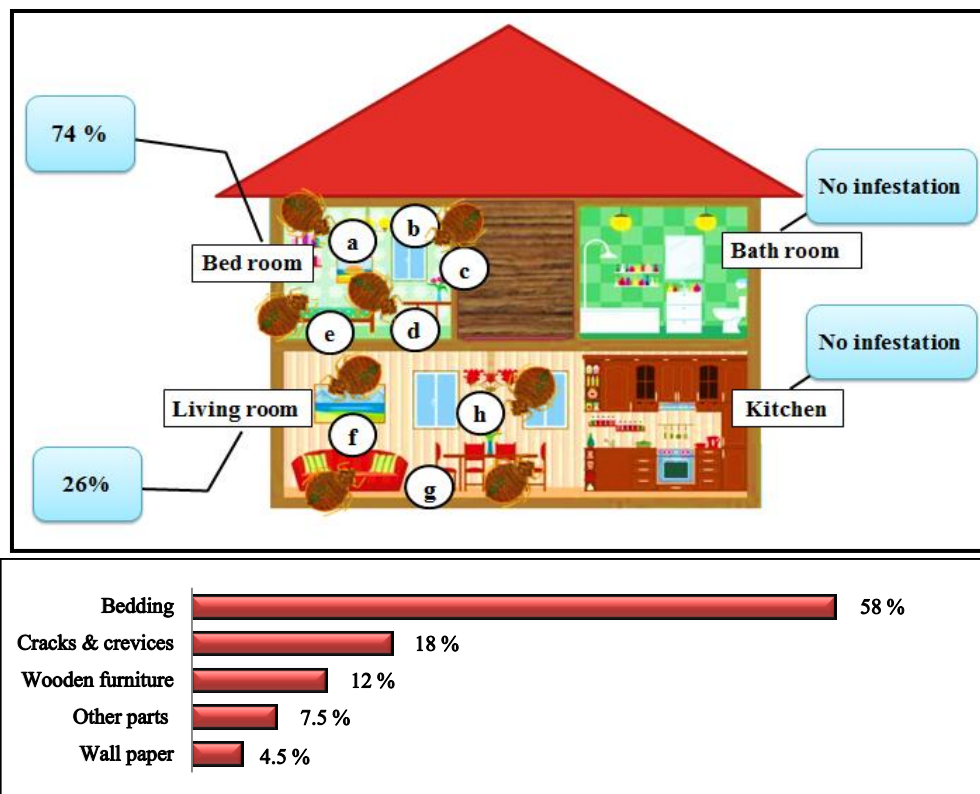 74 %
No infestation
a
b
Bed room
c
Bath room
e
d
No infestation
Living room
h
Kitchen
f
26%
g
Bedding
58 %
Cracks & crevices
18 %
Wooden furniture
12 %
Other parts
7.5 %
Wall paper
4.5 %